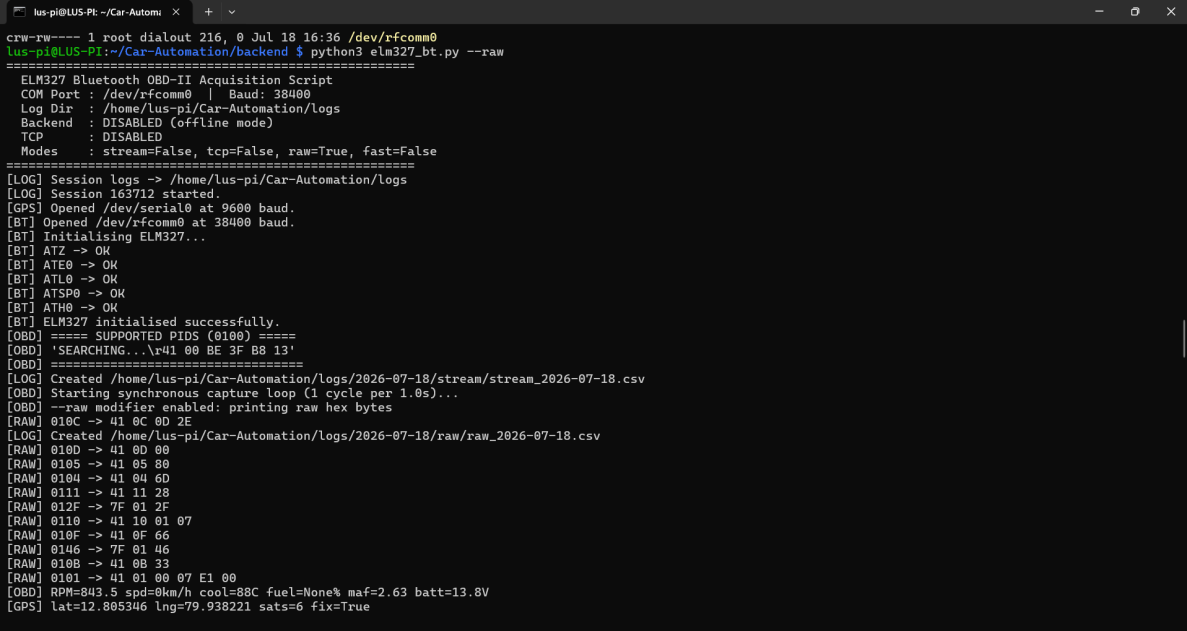 lus-pi@LUS-PI: ~/Car-Automa
crw-rw---- 1 root dialout 216, 0 Jul 18 16:36 /dev/rfcomm0
lus-pi@LUS-PI:~/Car-Automation/backend $ python3 elm327_bt.py --raw
=======================================================
  ELM327 Bluetooth OBD-II Acquisition Script
  COM Port : /dev/rfcomm0  |  Baud: 38400
  Log Dir  : /home/lus-pi/Car-Automation/logs
  Backend  : DISABLED (offline mode)
  TCP      : DISABLED
  Modes    : stream=False, tcp=False, raw=True, fast=False
=======================================================
[LOG] Session logs -> /home/lus-pi/Car-Automation/logs
[LOG] Session 163712 started.
[GPS] Opened /dev/serial0 at 9600 baud.
[BT] Opened /dev/rfcomm0 at 38400 baud.
[BT] Initialising ELM327...
[BT] ATZ -> OK
[BT] ATE0 -> OK
[BT] ATL0 -> OK
[BT] ATSP0 -> OK
[BT] ATH0 -> OK
[BT] ELM327 initialised successfully.
[OBD] ===== SUPPORTED PIDS (0100) =====
[OBD] 'SEARCHING...\r41 00 BE 3F B8 13'
[OBD] ==================================
[LOG] Created /home/lus-pi/Car-Automation/logs/2026-07-18/stream/stream_2026-07-18.csv
[OBD] Starting synchronous capture loop (1 cycle per 1.0s)...
[OBD] --raw modifier enabled: printing raw hex bytes
[RAW] 010C -> 41 0C 0D 2E
[LOG] Created /home/lus-pi/Car-Automation/logs/2026-07-18/raw/raw_2026-07-18.csv
[RAW] 010D -> 41 0D 00
[RAW] 0105 -> 41 05 80
[RAW] 0104 -> 41 04 6D
[RAW] 0111 -> 41 11 28
[RAW] 012F -> 7F 01 2F
[RAW] 0110 -> 41 10 01 07
[RAW] 010F -> 41 0F 66
[RAW] 0146 -> 7F 01 46
[RAW] 010B -> 41 0B 33
[RAW] 0101 -> 41 01 00 07 E1 00
[OBD] RPM=843.5 spd=0km/h cool=88C fuel=None% maf=2.63 batt=13.8V
[GPS] lat=12.805346 lng=79.938221 sats=6 fix=True